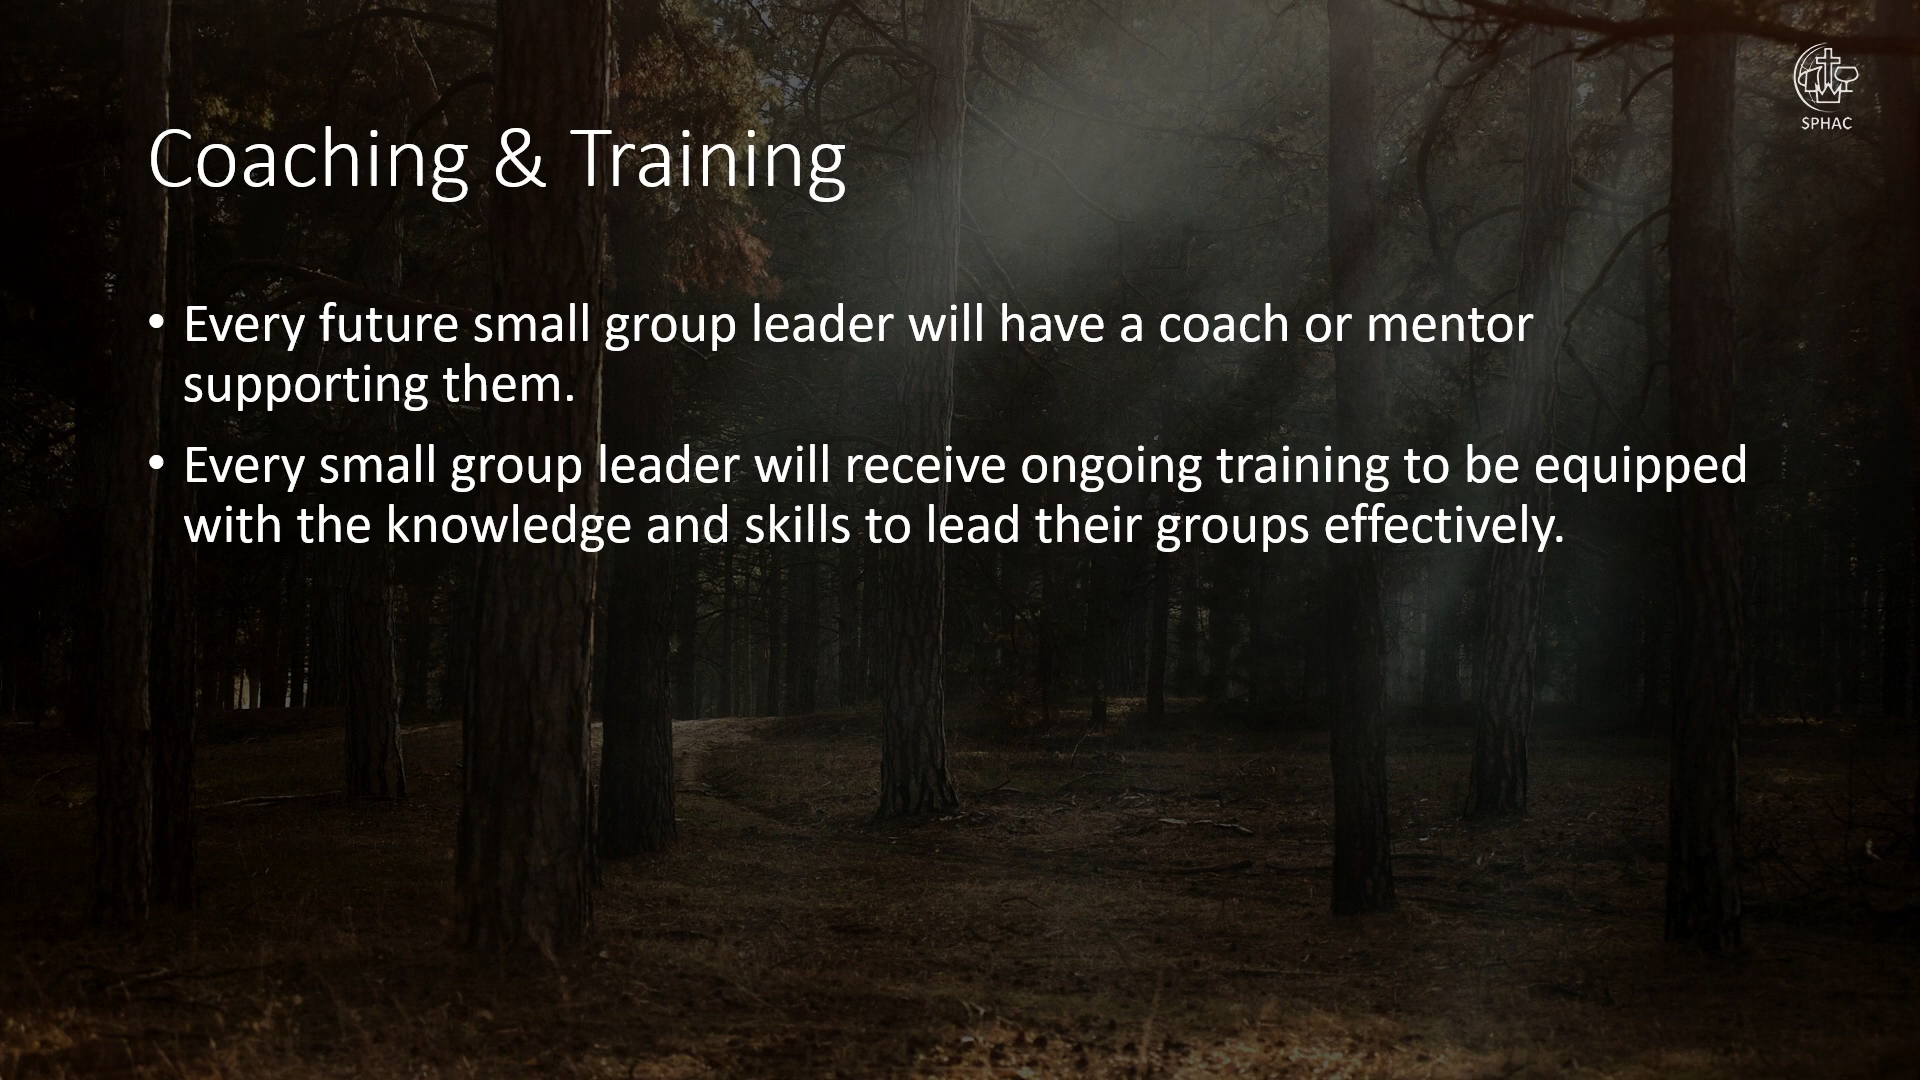 SPHAC
Coaching & Training
• Every future small group leader will have a coach or mentor
supporting them.
• Every small group leader will receive ongoing training to be equipped
with the knowledge and skills to lead their groups effectively.